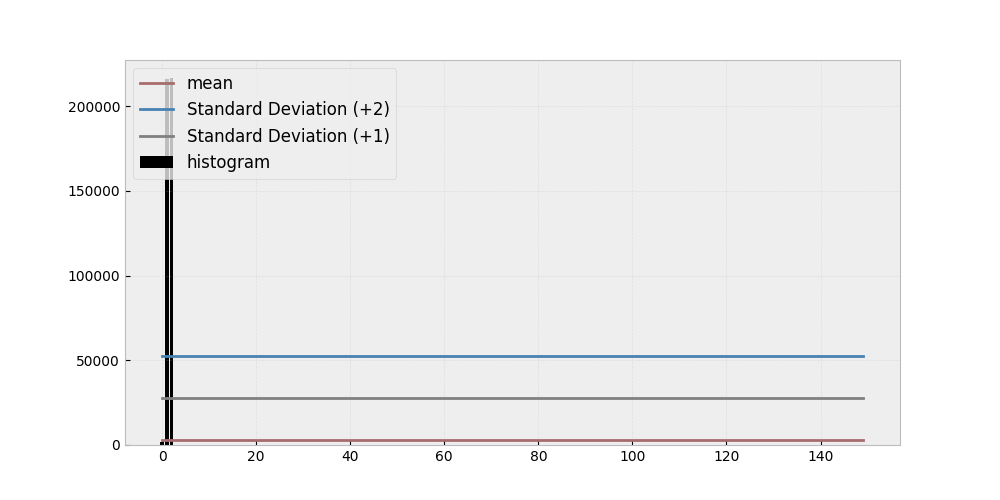 mean
Standard Deviation (+2)
Standard Deviation (+1)
histogram
200000
150000
100000
50000
0
0 20 40 60 80 100 120 140